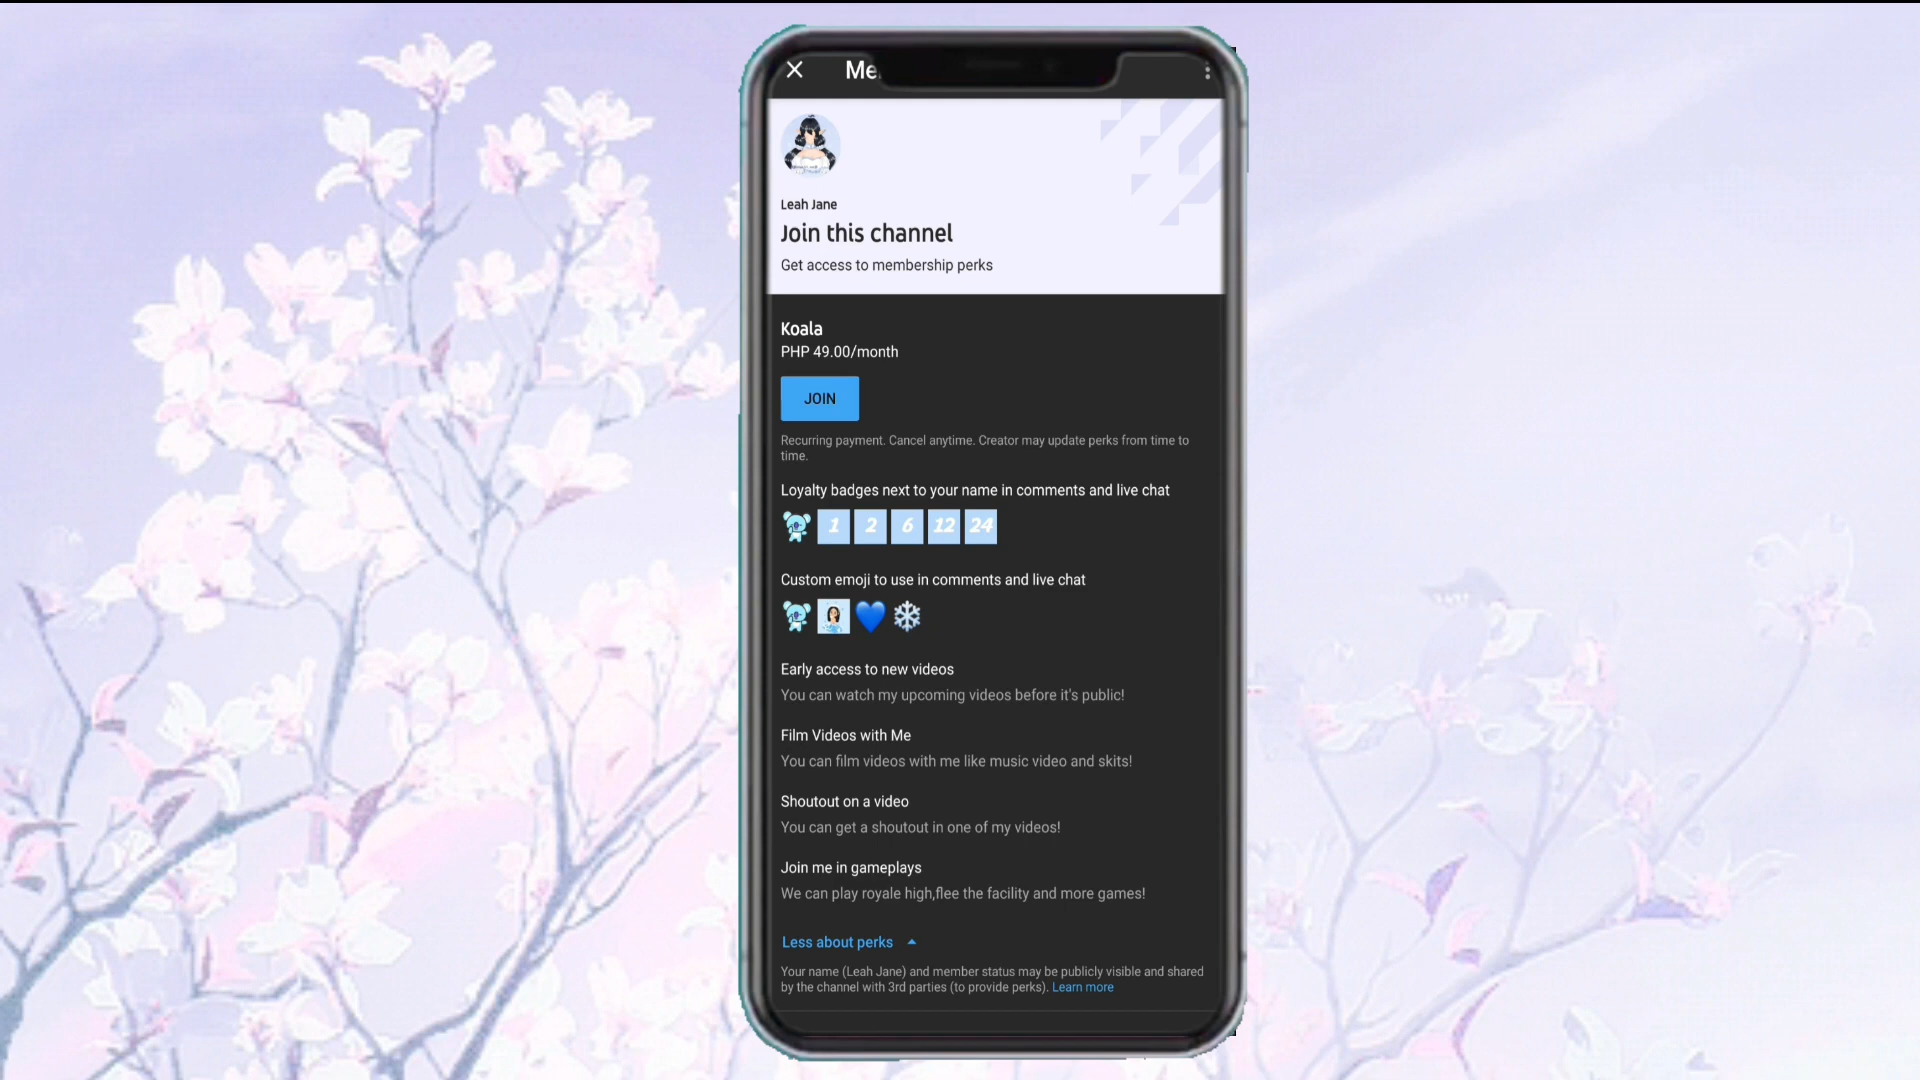 Me
Leah Jane
Join this channel
Get access to membership perks
Koala
PHP 49.00/month
JOIN
Recurring payment. Cancel anytime. Creator may update perks from time to
time.
Loyalty badges next to your name in comments and live chat
1 2 6 12 24
Custom emoji to use in comments and live chat
Early access to new videos
You can watch my upcoming videos before it's public!
Film Videos with Me
You can film videos with me like music video and skits!
Shoutout on a video
You can get a shoutout in one of my videos!
Join me in gameplays
We can play royale high,flee the facility and more games!
Less about perks
Your name (Leah Jane) and member status may be publicly visible and shared
by the channel with 3rd parties (to provide perks). Learn more